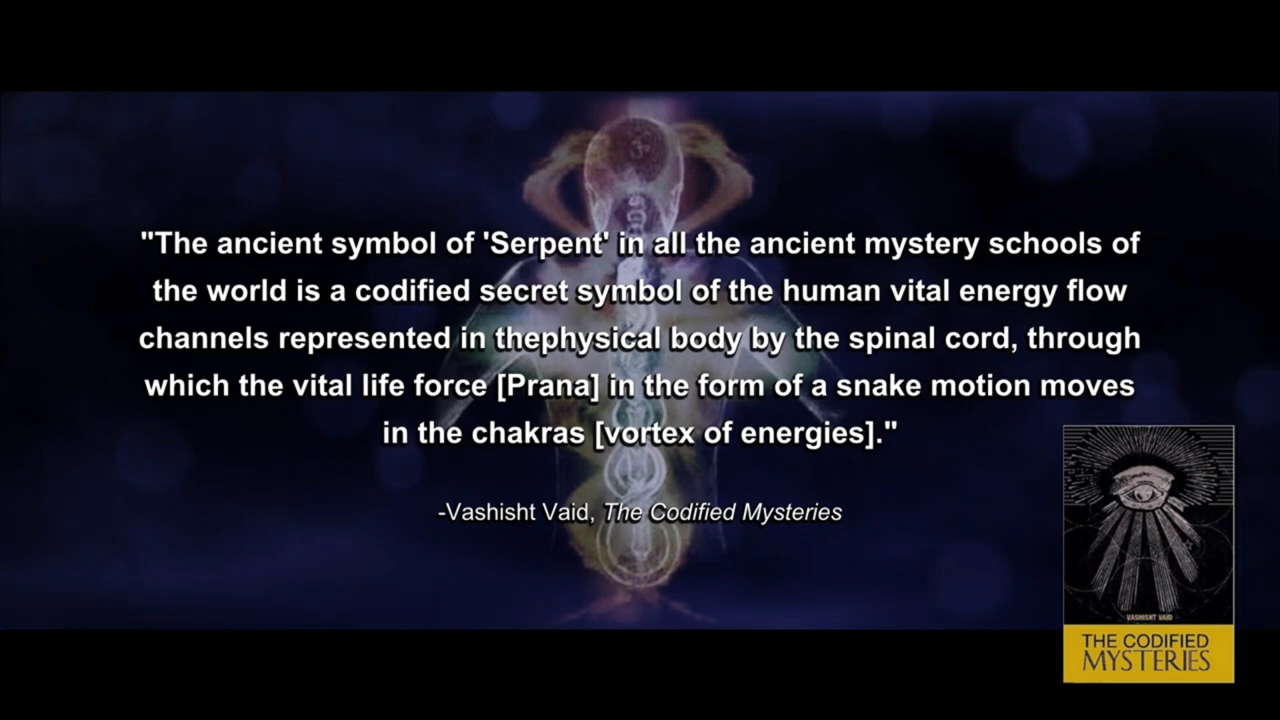 "The ancient symbol of 'Serpent' in all the ancient mystery schools of
the world is a codified secret symbol of the human vital energy flow
channels represented in thephysical body by the spinal cord, through
which the vital life force [Prana] in the form of a snake motion moves
in the chakras [vortex of energies]."
-Vashisht Vaid, The Codified Mysteries
VASHISHT VAID
THE CODIFIED
MYSTERIES